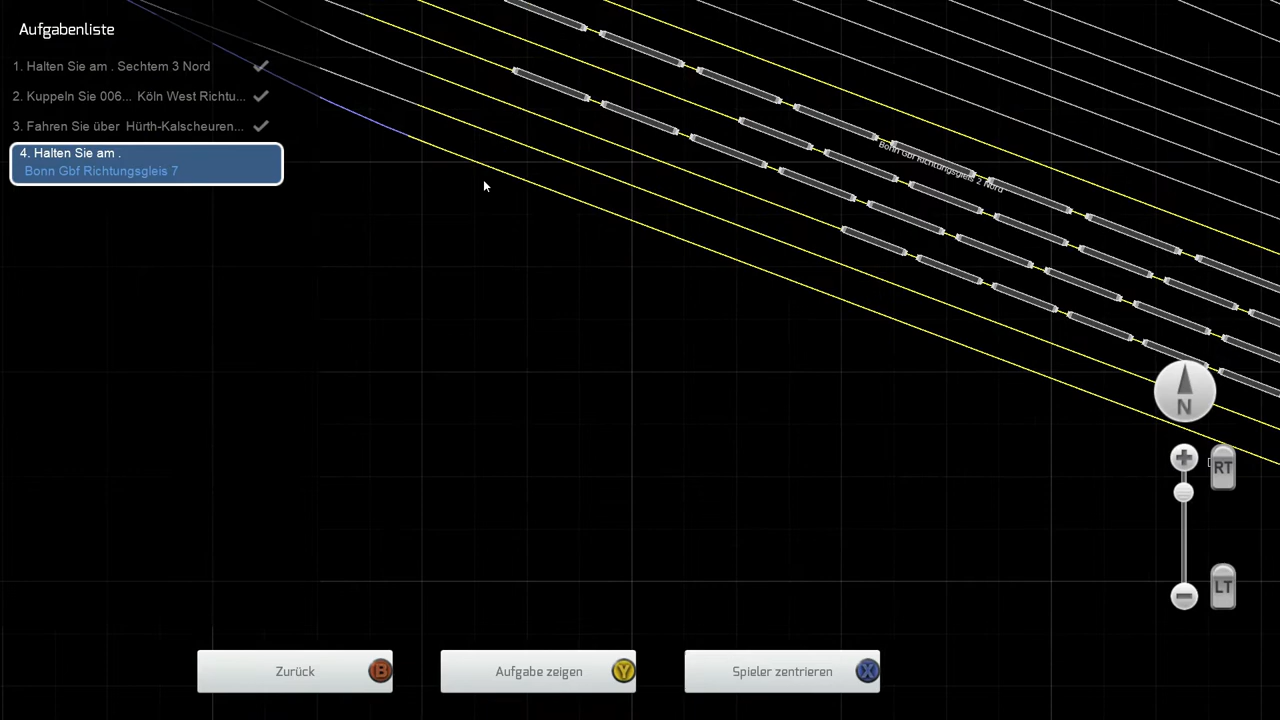 Aufgabenliste
1. Halten Sie am . Sechtem 3 Nord
2. Kuppeln Sie 006... Köln West Richtu...
3. Fahren Sie über Hürth-Kalscheuren...
4. Halten Sie am .
Bonn Gbf Richtungsgleis 7
Bonn Gbf Richtungsgleis 2 Nord
N
RT
LT
Zurück B
Aufgabe zeigen Y
Spieler zentrieren X